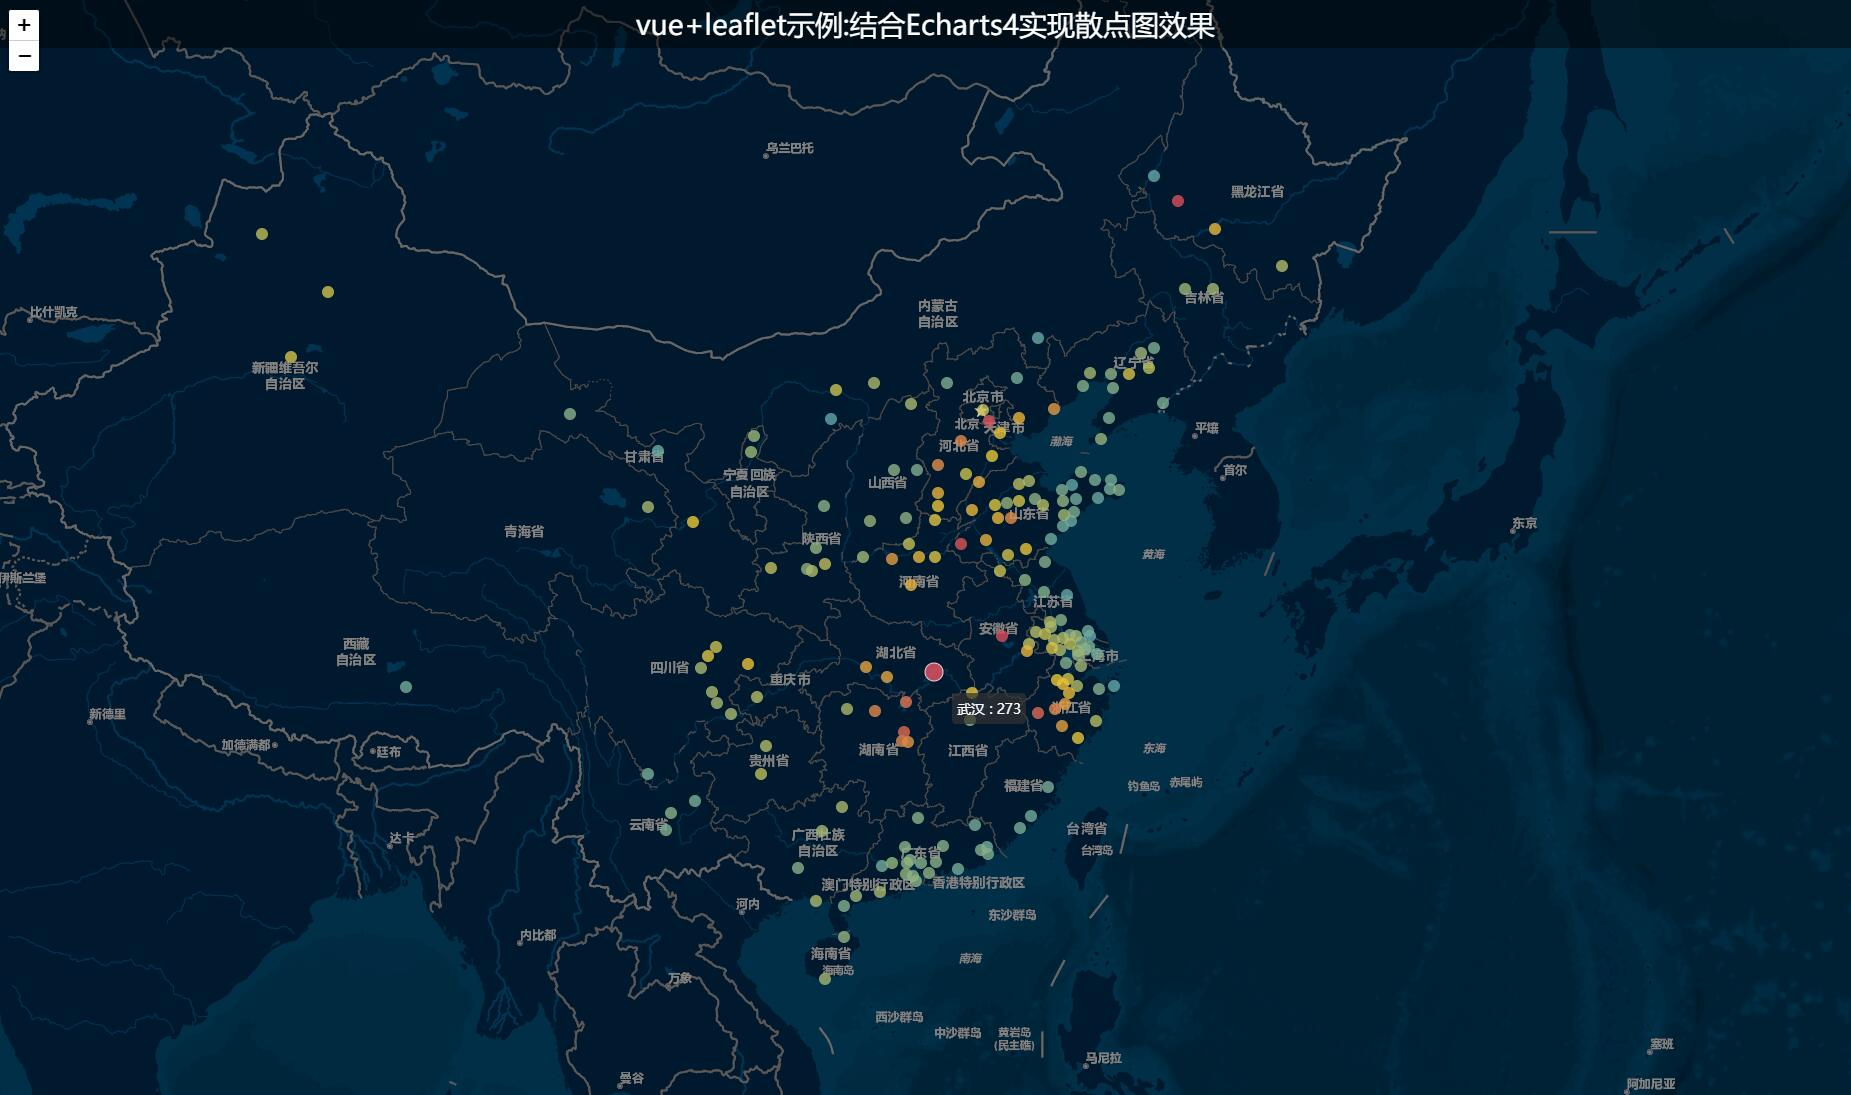 vue+leaflet示例:结合Echarts4实现散点图效果
+
−
乌兰巴托
黑龙江省
吉林省
内蒙古
自治区
比什凯克
新疆维吾尔
自治区
辽宁省
北京市
北京
天津市
河北省
渤海
平壤
首尔
甘肃省
宁夏回族
自治区
山西省
山东省
青海省
陕西省
黄海
东京
伊斯兰堡
河南省
江苏省
安徽省
西藏
自治区
四川省
湖北省
重庆市
上海市
武汉 : 273
浙江省
新德里
加德满都
廷布
湖南省
江西省
贵州省
东海
钓鱼岛
赤尾屿
福建省
云南省
台湾省
台湾岛
达卡
广西壮族
自治区
广东省
澳门特别行政区
香港特别行政区
河内
东沙群岛
内比都
海南省
海南岛
南海
万象
西沙群岛
中沙群岛
黄岩岛
(民主礁)
马尼拉
塞班
曼谷
阿加尼亚